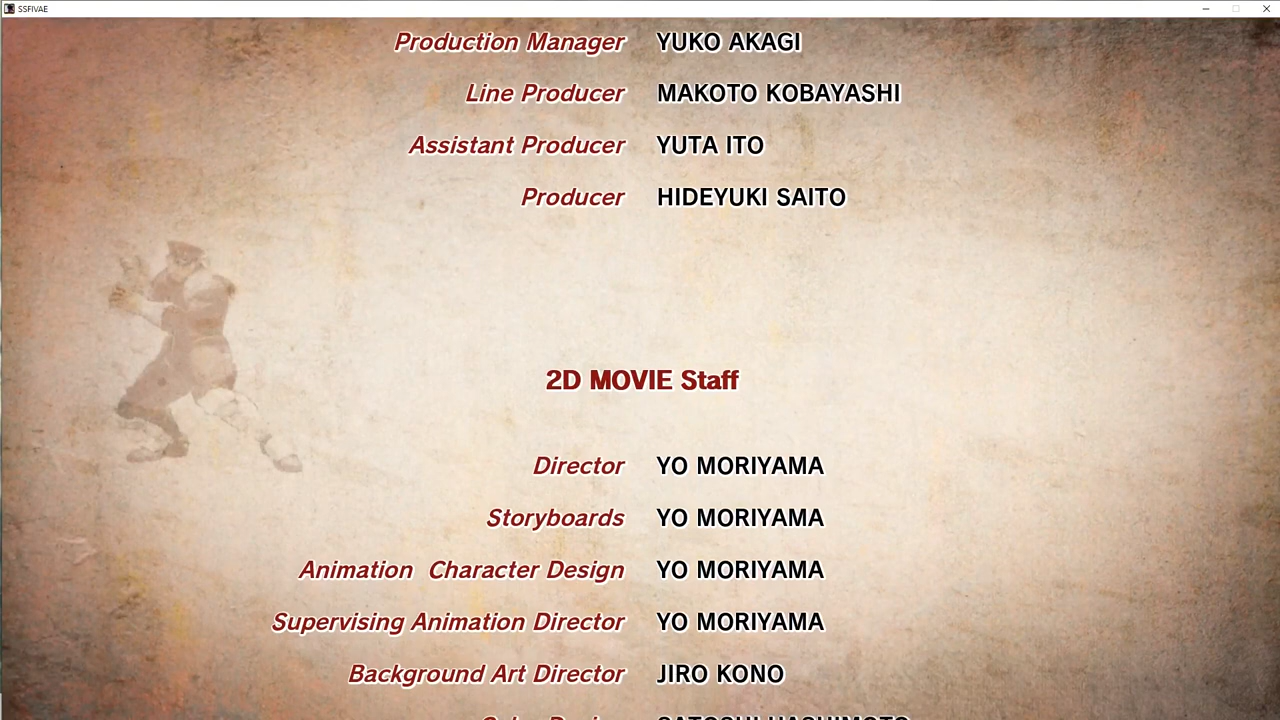 SSFIVAE
Production Manager YUKO AKAGI
Line Producer MAKOTO KOBAYASHI
Assistant Producer YUTA ITO
Producer HIDEYUKI SAITO
2D MOVIE Staff
Director YO MORIYAMA
Storyboards YO MORIYAMA
Animation Character Design YO MORIYAMA
Supervising Animation Director YO MORIYAMA
Background Art Director JIRO KONO